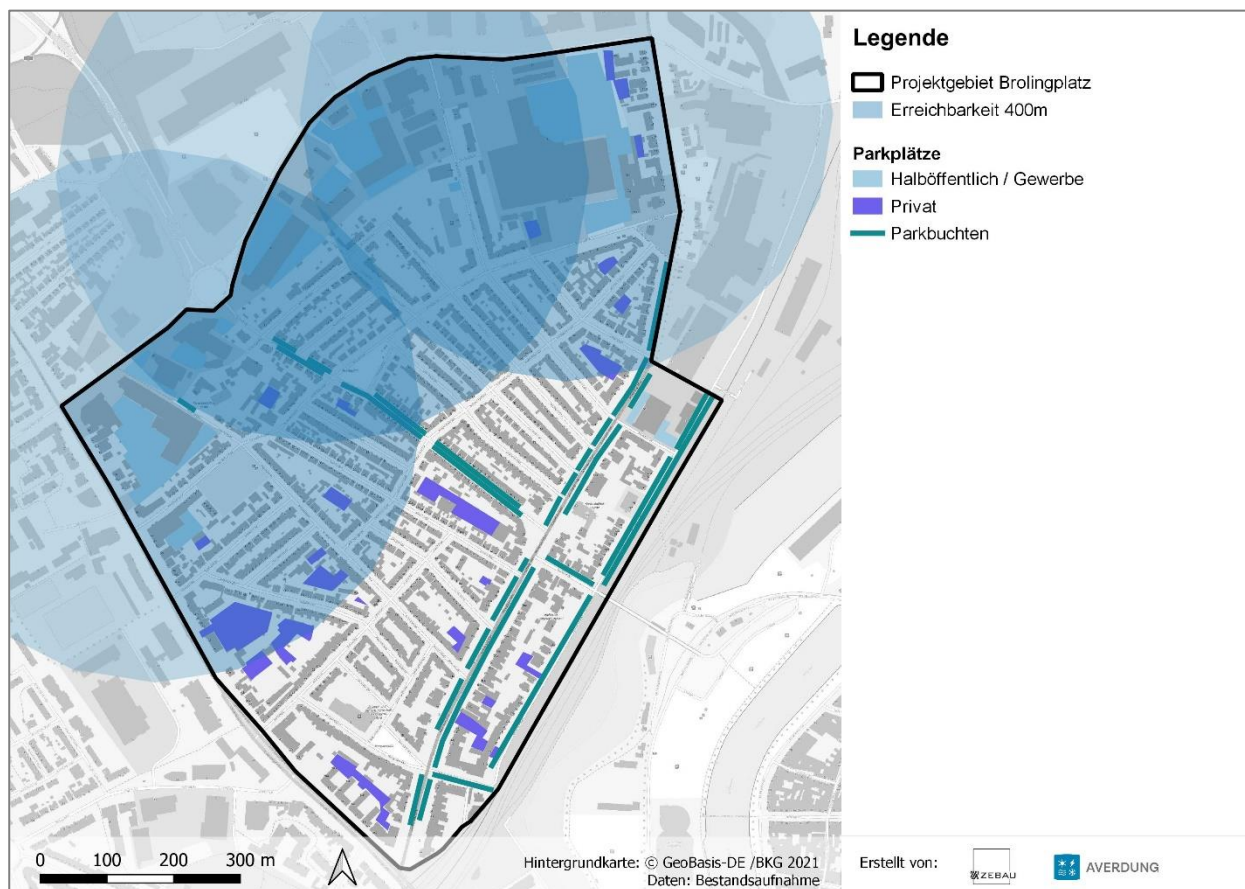 Legende
Projektgebiet Brolingplatz
Erreichbarkeit 400m
Parkplätze
Halböffentlich / Gewerbe
Privat
Parkbuchten
0 100 200 300 m
Hintergrundkarte: © GeoBasis-DE /BKG 2021
Daten: Bestandsaufnahme
Erstellt von:
ZEBAU
AVERDUNG